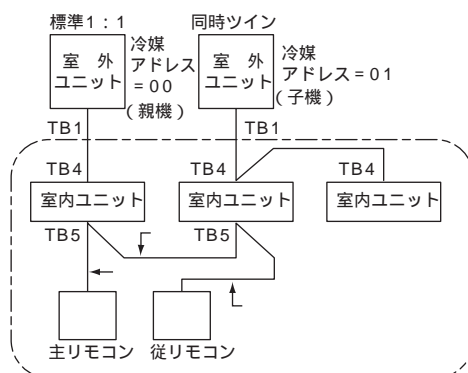 標準1:1
同時ツイン
室 外
ユニット
冷媒
アドレス
=00
(親機)
室 外
ユニット
冷媒
アドレス=01
(子機)
TB1
TB1
TB4
TB4
TB4
室内ユニット
室内ユニット
室内ユニット
TB5
TB5
主リモコン
従リモコン